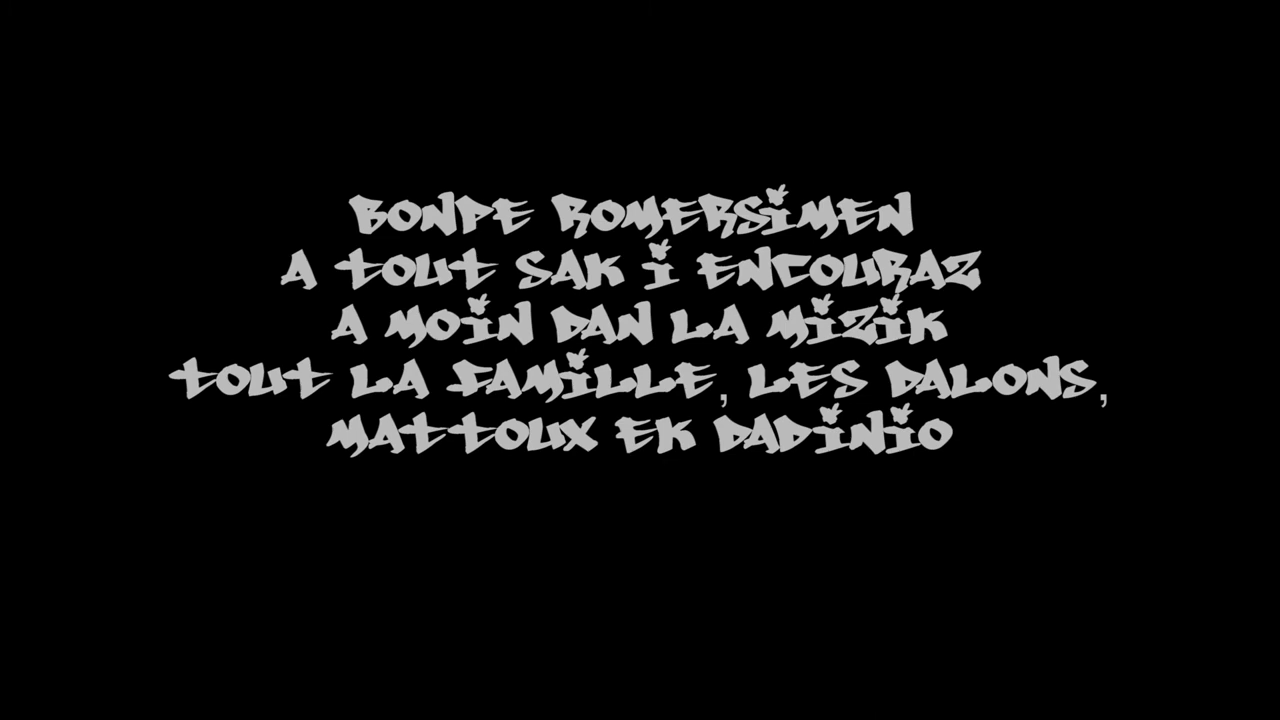 BONPE ROMERSIMEN
A TOUT SAK I ENCOURAZ
A MOIN DAN LA MIZIK
TOUT LA FAMILLE, LES DALONS,
MATTOUX EK DADINIO